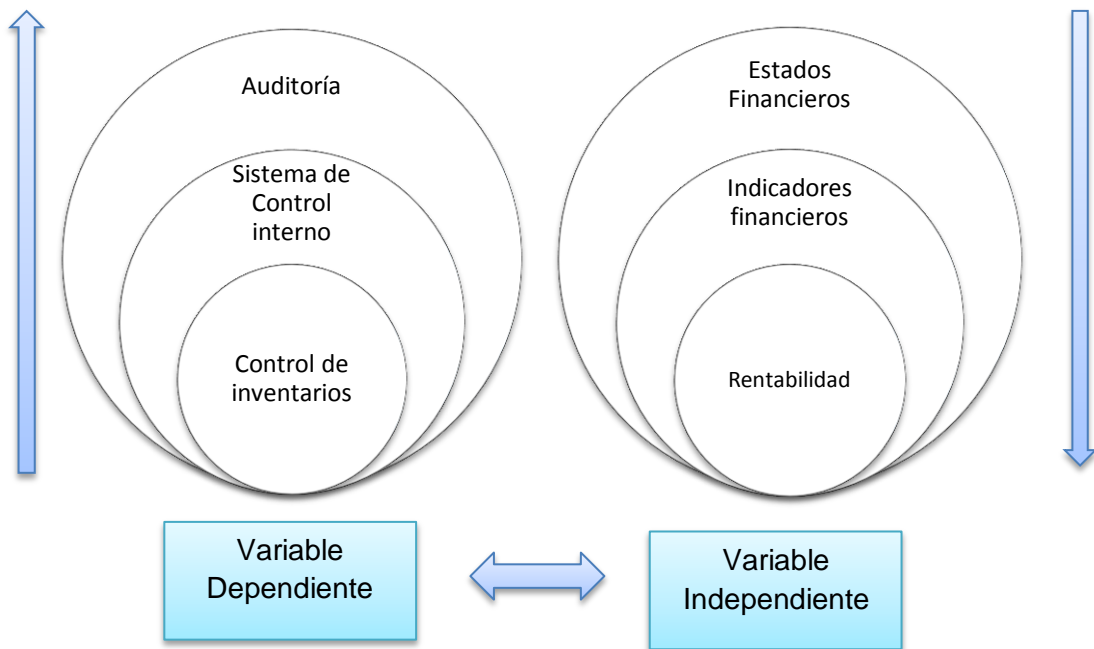 Auditoría
Sistema de
Control
interno
Control de
inventarios
Estados
Financieros
Indicadores
financieros
Rentabilidad
Variable
Dependiente
Variable
Independiente